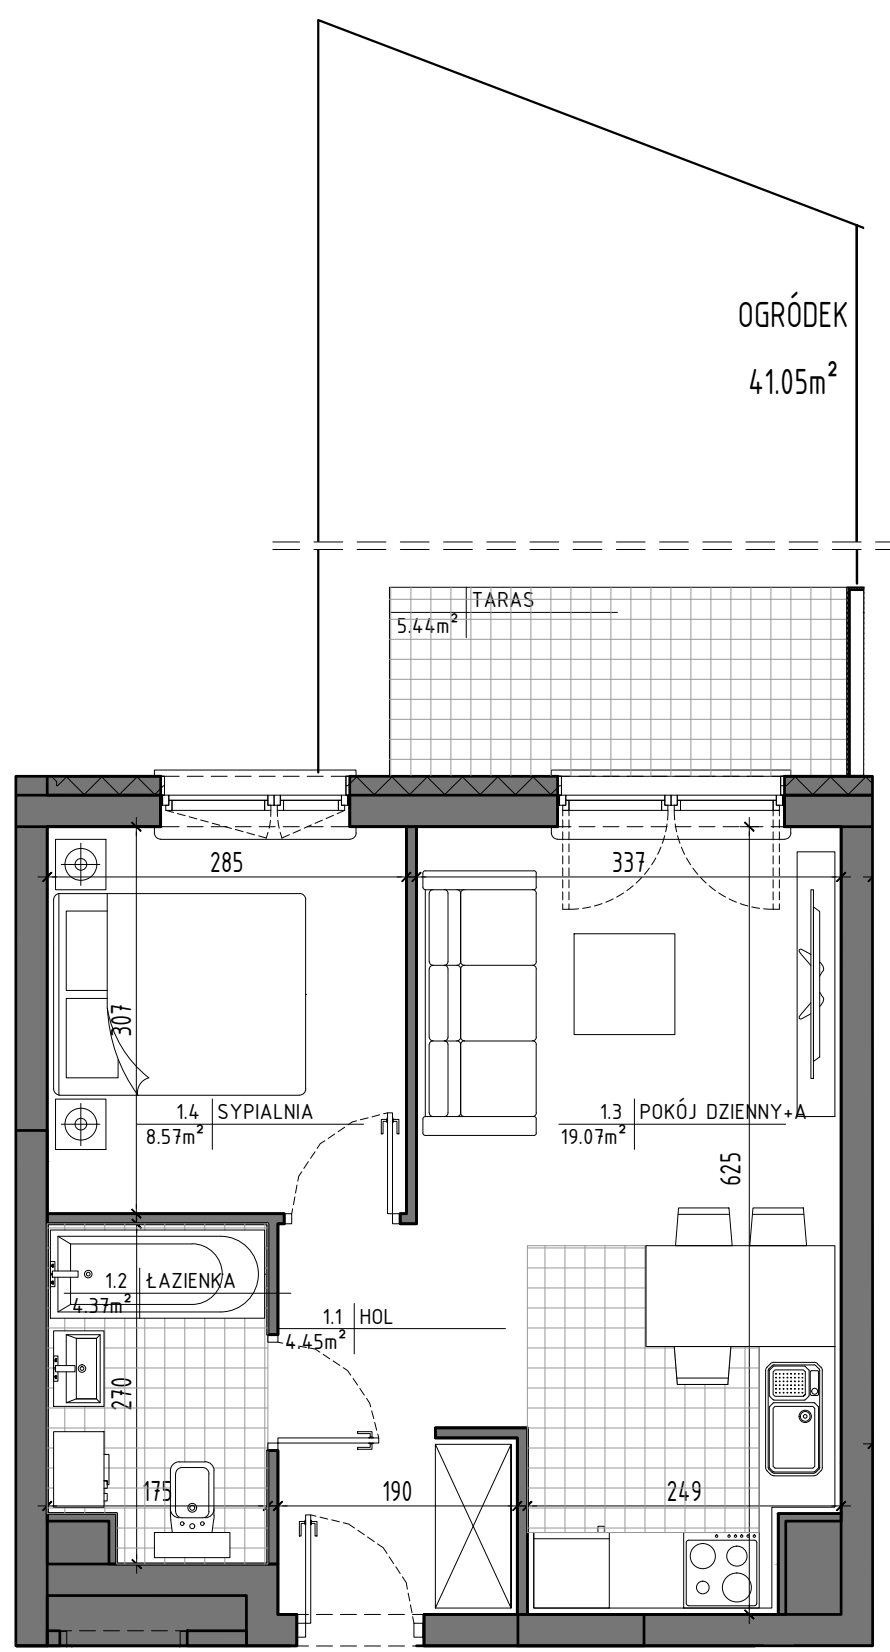 OGRÓDEK
41.05m²
TARAS
5.44m²
285
337
307
1.4 SYPIALNIA
8.57m²
1.3 POKÓJ DZIENNY+A
19.07m²
625
1.2 ŁAZIENKA
4.37m²
1.1 HOL
4.45m²
270
175
190
249